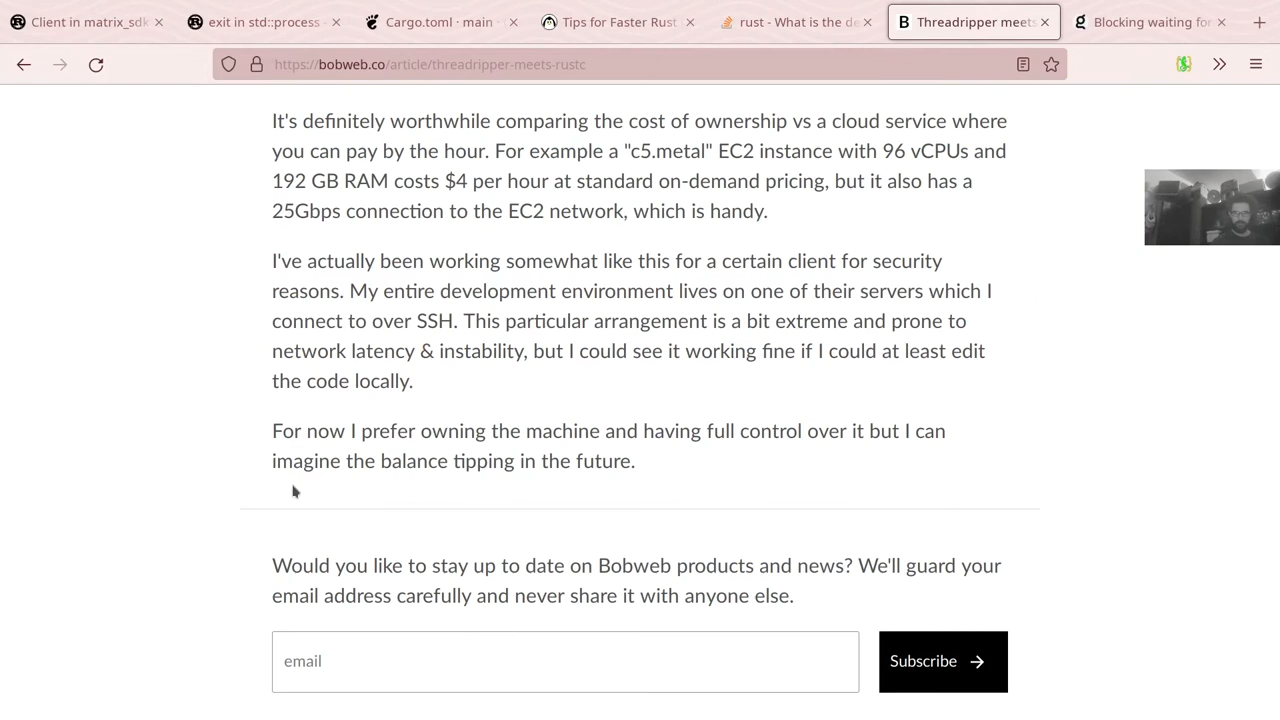 Client in matrix_sdk
exit in std::process -
Cargo.toml · main ·
Tips for Faster Rust
rust - What is the de
Threadripper meets
Blocking waiting for
https://bobweb.co/article/threadripper-meets-rustc
It's definitely worthwhile comparing the cost of ownership vs a cloud service where
you can pay by the hour. For example a "c5.metal" EC2 instance with 96 vCPUs and
192 GB RAM costs $4 per hour at standard on-demand pricing, but it also has a
25Gbps connection to the EC2 network, which is handy.
I've actually been working somewhat like this for a certain client for security
reasons. My entire development environment lives on one of their servers which I
connect to over SSH. This particular arrangement is a bit extreme and prone to
network latency & instability, but I could see it working fine if I could at least edit
the code locally.
For now I prefer owning the machine and having full control over it but I can
imagine the balance tipping in the future.
Would you like to stay up to date on Bobweb products and news? We'll guard your
email address carefully and never share it with anyone else.
email
Subscribe →